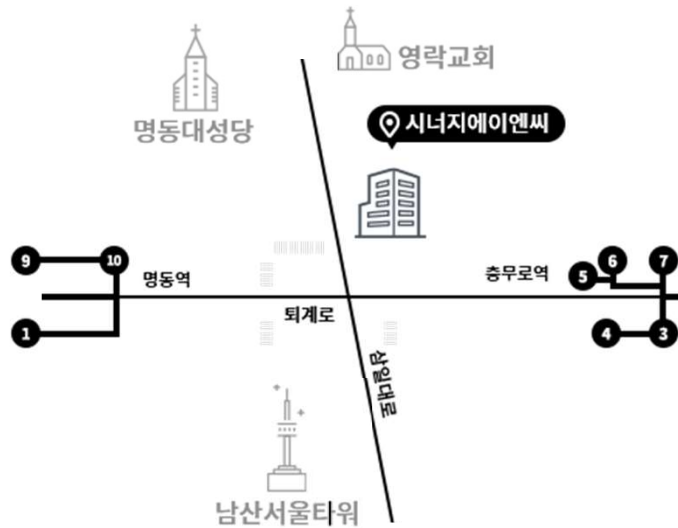 영락교회
명동대성당
시너지에이엔씨
9
10
명동역
충무로역
5
6
7
퇴계로
1
4
3
삼일대로
남산서울타워